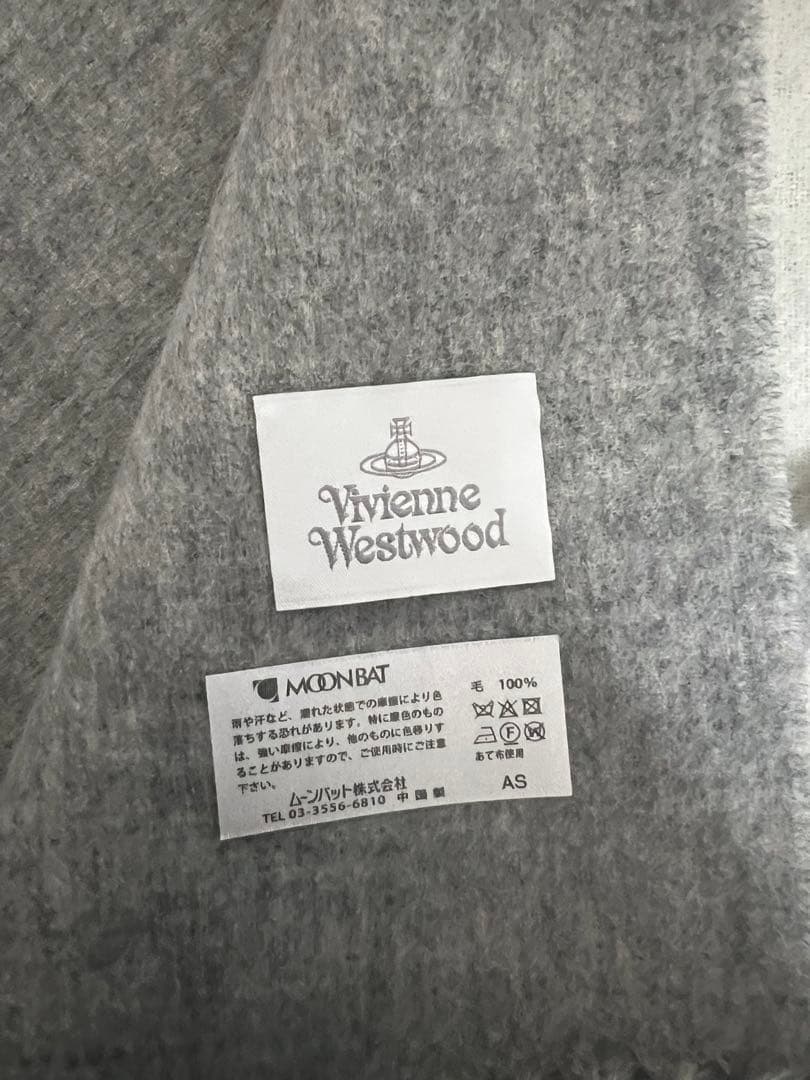 Vivienne
Westwood
MOONBAT
雨や汗など、濡れた状態での摩擦により色
落ちする恐れがあります。特に濃色のもの
は、強い摩擦により、他のものに色移りす
ることがありますので、ご使用時にご注意
下さい。
ムーンバット株式会社
TEL 03-3556-6810 中国製
毛 100%
F W
あて布使用
AS